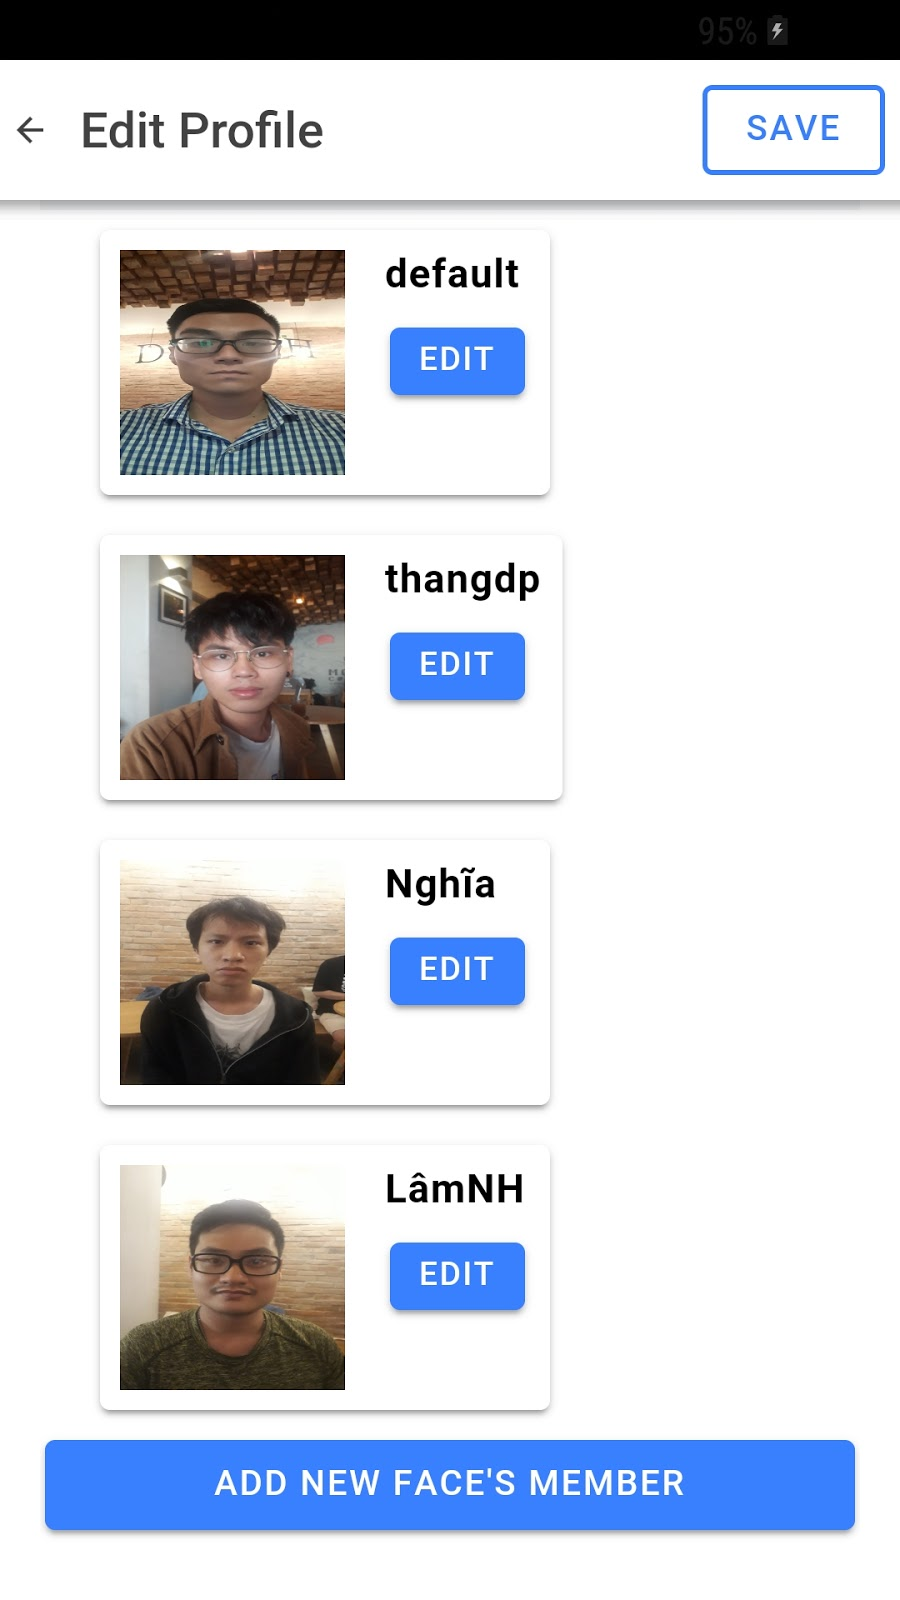 95%
Edit Profile
SAVE
default
EDIT
thangdp
EDIT
Nghĩa
EDIT
LâmNH
EDIT
ADD NEW FACE'S MEMBER